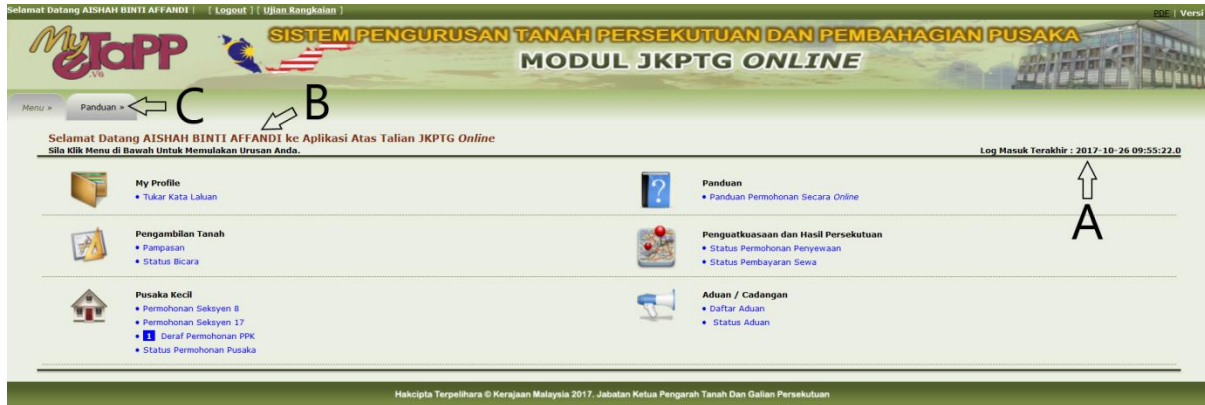 Selamat Datang AISHAH BINTI AFFANDI | [ Logout ] [ Ujian Rangkaian ] PDF | Versi
MyTaPP
.V6
SISTEM PENGURUSAN TANAH PERSEKUTUAN DAN PEMBAHAGIAN PUSAKA
MODUL JKPTG ONLINE
Menu » Panduan » C
B
Selamat Datang AISHAH BINTI AFFANDI ke Aplikasi Atas Talian JKPTG Online
Sila Klik Menu di Bawah Untuk Memulakan Urusan Anda. Log Masuk Terakhir : 2017-10-26 09:55:22.0
A
My Profile
• Tukar Kata Laluan
Panduan
• Panduan Permohonan Secara Online
Pengambilan Tanah
• Pampasan
• Status Bicara
Penguatkuasaan dan Hasil Persekutuan
• Status Permohonan Penyewaan
• Status Pembayaran Sewa
Pusaka Kecil
• Permohonan Seksyen 8
• Permohonan Seksyen 17
• 1 Deraf Permohonan PPK
• Status Permohonan Pusaka
Aduan / Cadangan
• Daftar Aduan
• Status Aduan
Hakcipta Terpelihara © Kerajaan Malaysia 2017. Jabatan Ketua Pengarah Tanah Dan Galian Persekutuan